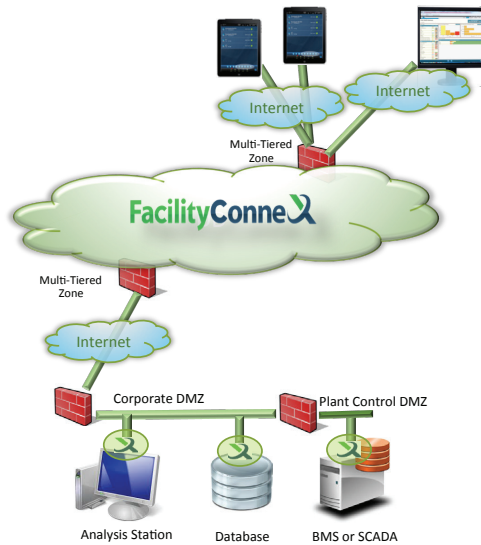 Internet
Internet
Multi-Tiered
Zone
FacilityConneX
Multi-Tiered
Zone
Internet
Corporate DMZ
Plant Control DMZ
Analysis Station
Database
BMS or SCADA